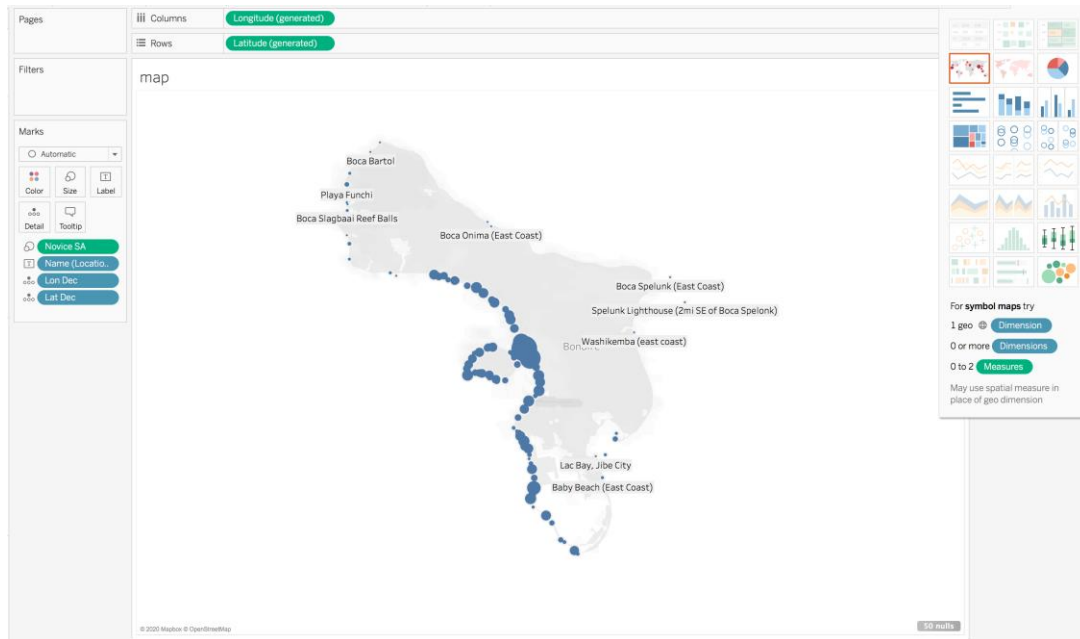 Pages
Columns
Longitude (generated)
Rows
Latitude (generated)
Filters
map
Marks
Automatic
Color
Size
Label
Detail
Tooltip
Novice SA
Name (Locatio..
Lon Dec
Lat Dec
Boca Bartol
Playa Funchi
Boca Slagbaai Reef Balls
Boca Onima (East Coast)
Boca Spelunk (East Coast)
Spelunk Lighthouse (2mi SE of Boca Spelonk)
Washikemba (east coast)
Lac Bay, Jibe City
Baby Beach (East Coast)
© 2020 Mapbox © OpenStreetMap
50 nulls
For symbol maps try
1 geo Dimension
0 or more Dimensions
0 to 2 Measures
May use spatial measure in
place of geo dimension